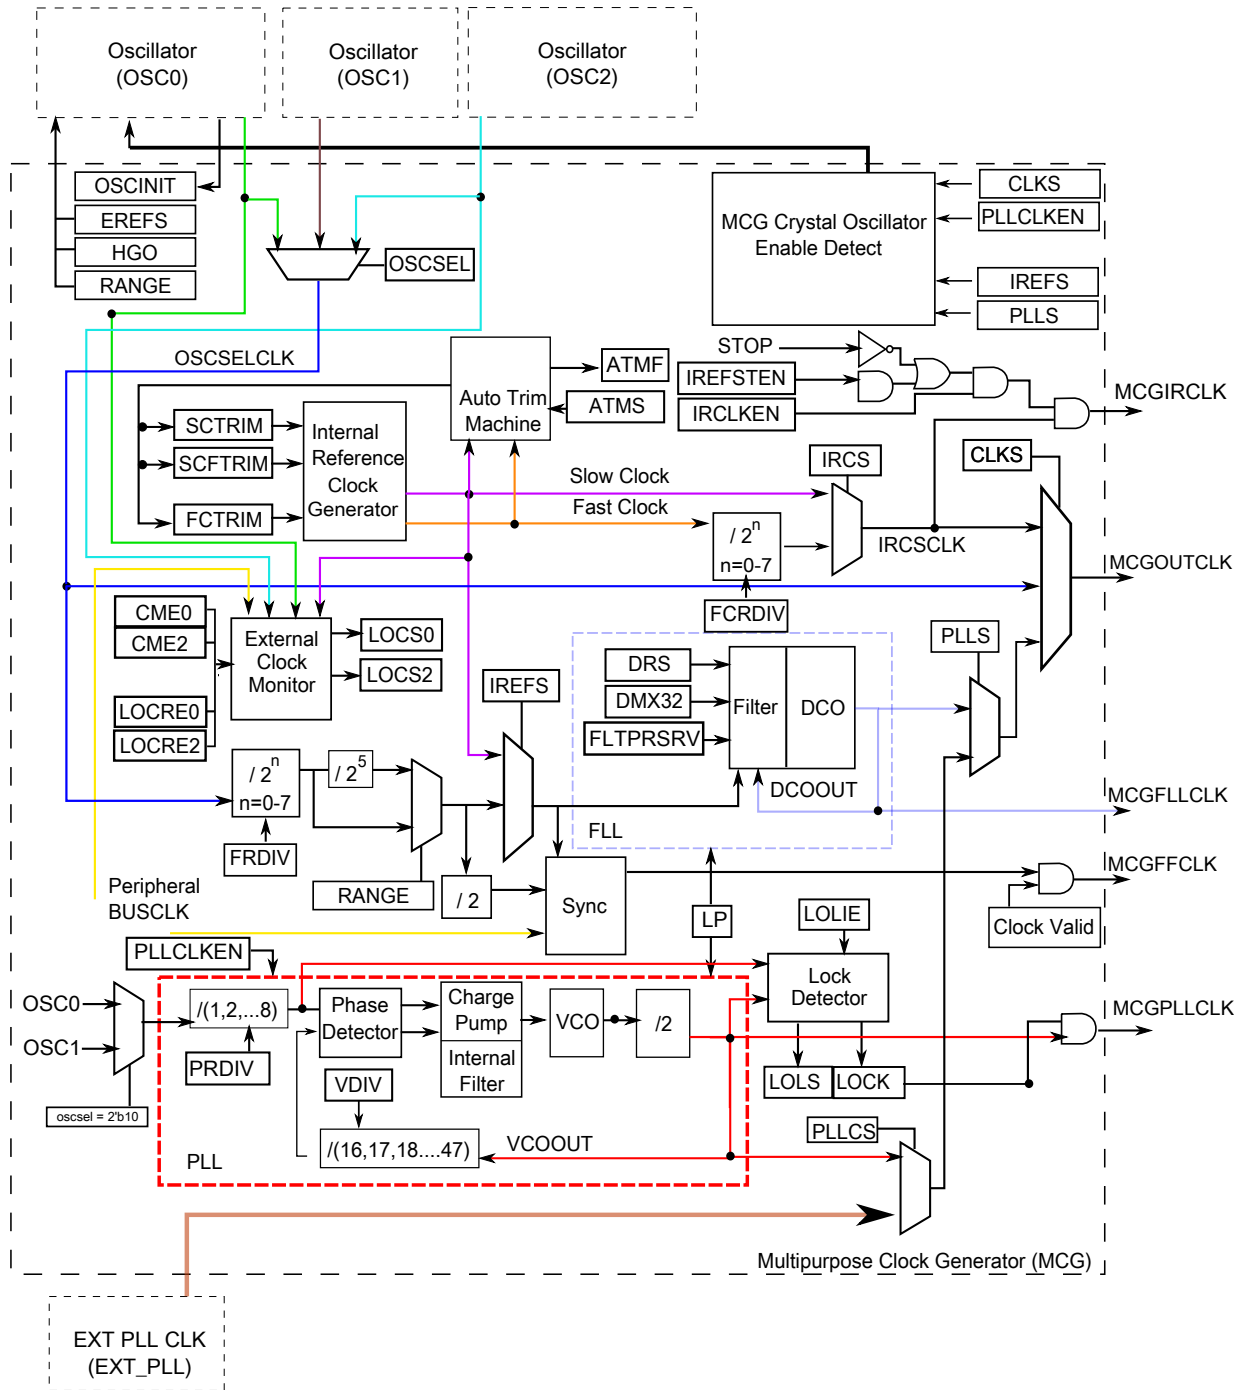 Oscillator
(OSC0)
Oscillator
(OSC1)
Oscillator
(OSC2)
OSCINIT
EREFS
HGO
RANGE
OSCSEL
MCG Crystal Oscillator
Enable Detect
CLKS
PLLCLKEN
IREFS
PLLS
OSCSELCLK
STOP
IREFSTEN
IRCLKEN
MCGIRCLK
ATMF
ATMS
Auto Trim
Machine
SCTRIM
SCFTRIM
FCTRIM
Internal
Reference
Clock
Generator
Slow Clock
Fast Clock
IRCS
CLKS
/ 2n
n=0-7
IRCSCLK
FCRDIV
MCGOUTCLK
CME0
CME2
LOCRE0
LOCRE2
External
Clock
Monitor
LOCS0
LOCS2
IREFS
DRS
DMX32
FLTPRSRV
Filter
DCO
PLLS
DCOOUT
FLL
MCGFLLCLK
/ 2n
n=0-7
/ 25
FRDIV
RANGE
/ 2
Sync
Peripheral
BUSCLK
LP
LOLIE
Clock Valid
MCGFFCLK
PLLCLKEN
OSC0
OSC1
oscsel = 2'b10
/(1,2,...8)
PRDIV
Phase
Detector
Charge
Pump
Internal
Filter
VCO
/2
Lock
Detector
LOLS
LOCK
MCGPLLCLK
VDIV
/(16,17,18....47)
VCOOUT
PLL
PLLCS
Multipurpose Clock Generator (MCG)
EXT PLL CLK
(EXT_PLL)